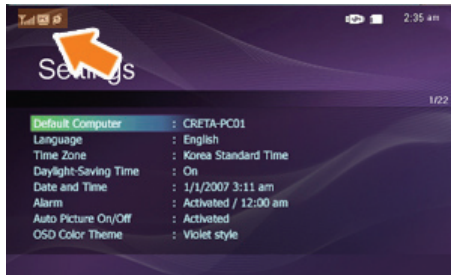 2:35 am
Settings
1/22
Default Computer : CRETA-PC01
Language : English
Time Zone : Korea Standard Time
Daylight-Saving Time : On
Date and Time : 1/1/2007 3:11 am
Alarm : Activated / 12:00 am
Auto Picture On/Off : Activated
OSD Color Theme : Violet style